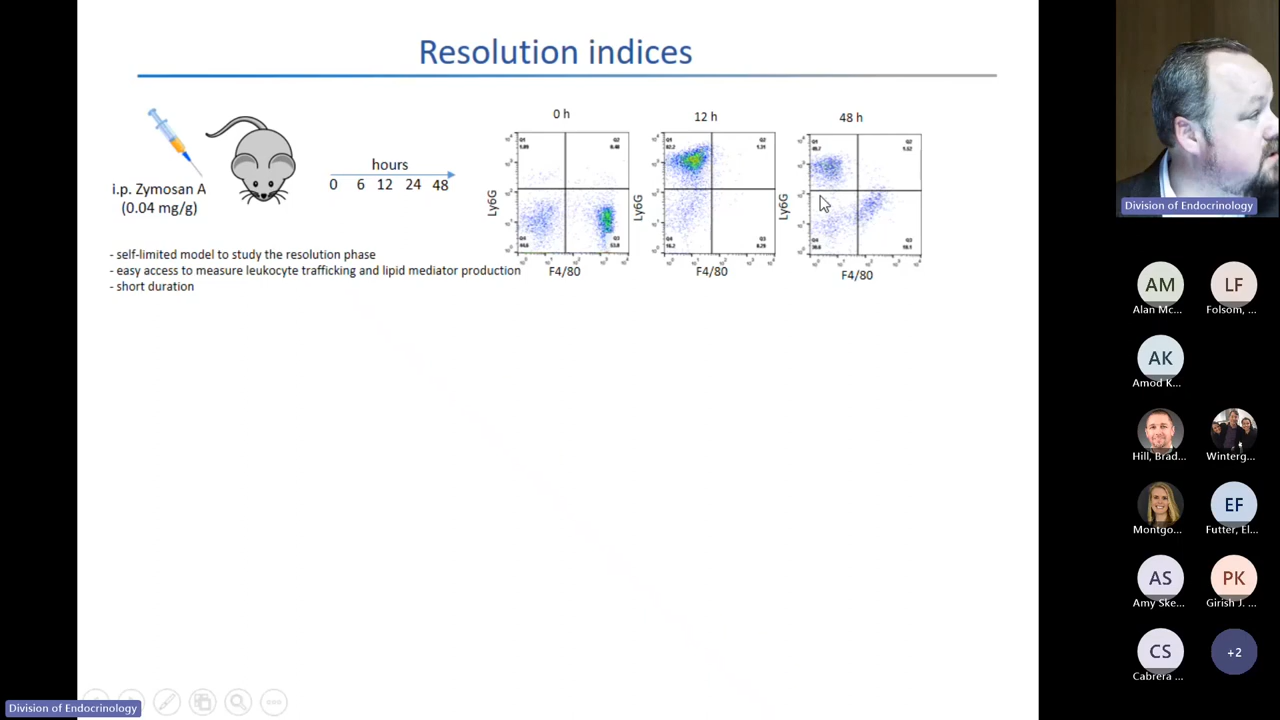 Resolution indices
i.p. Zymosan A
(0.04 mg/g)
hours
0 6 12 24 48
0 h
12 h
48 h
Ly6G
F4/80
Ly6G
F4/80
Ly6G
F4/80
- self-limited model to study the resolution phase
- easy access to measure leukocyte trafficking and lipid mediator production
- short duration
Division of Endocrinology
AM
Alan Mc...
LF
Folsom, ...
AK
Amod K...
Hill, Brad...
Winterg...
Montgo...
EF
Futter, El...
AS
Amy Ske...
PK
Girish J. ...
CS
Cabrera ...
+2
Division of Endocrinology